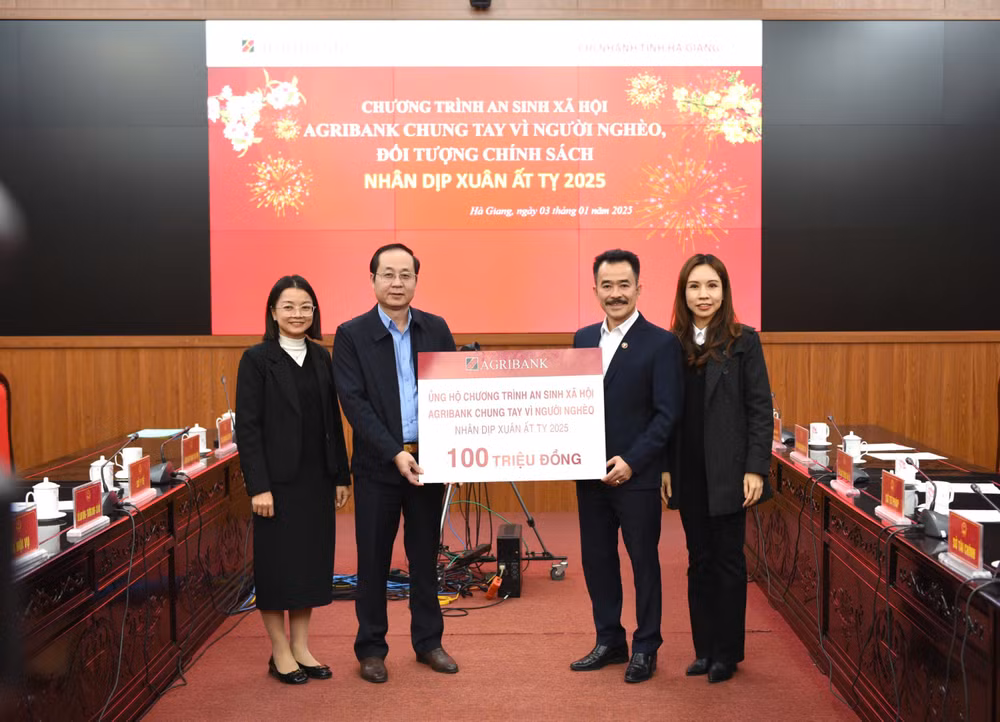 CHI NHÁNH TỈNH HÀ GIANG
CHƯƠNG TRÌNH AN SINH XÃ HỘI
AGRIBANK CHUNG TAY VÌ NGƯỜI NGHÈO,
ĐỐI TƯỢNG CHÍNH SÁCH
NHÂN DỊP XUÂN ẤT TỴ 2025
Hà Giang, ngày 03 tháng 01 năm 2025
AGRIBANK
ỦNG HỘ CHƯƠNG TRÌNH AN SINH XÃ HỘI
AGRIBANK CHUNG TAY VÌ NGƯỜI NGHÈO
NHÂN DỊP XUÂN ẤT TỴ 2025
100 TRIỆU ĐỒNG
SỞ TÀI CHÍNH